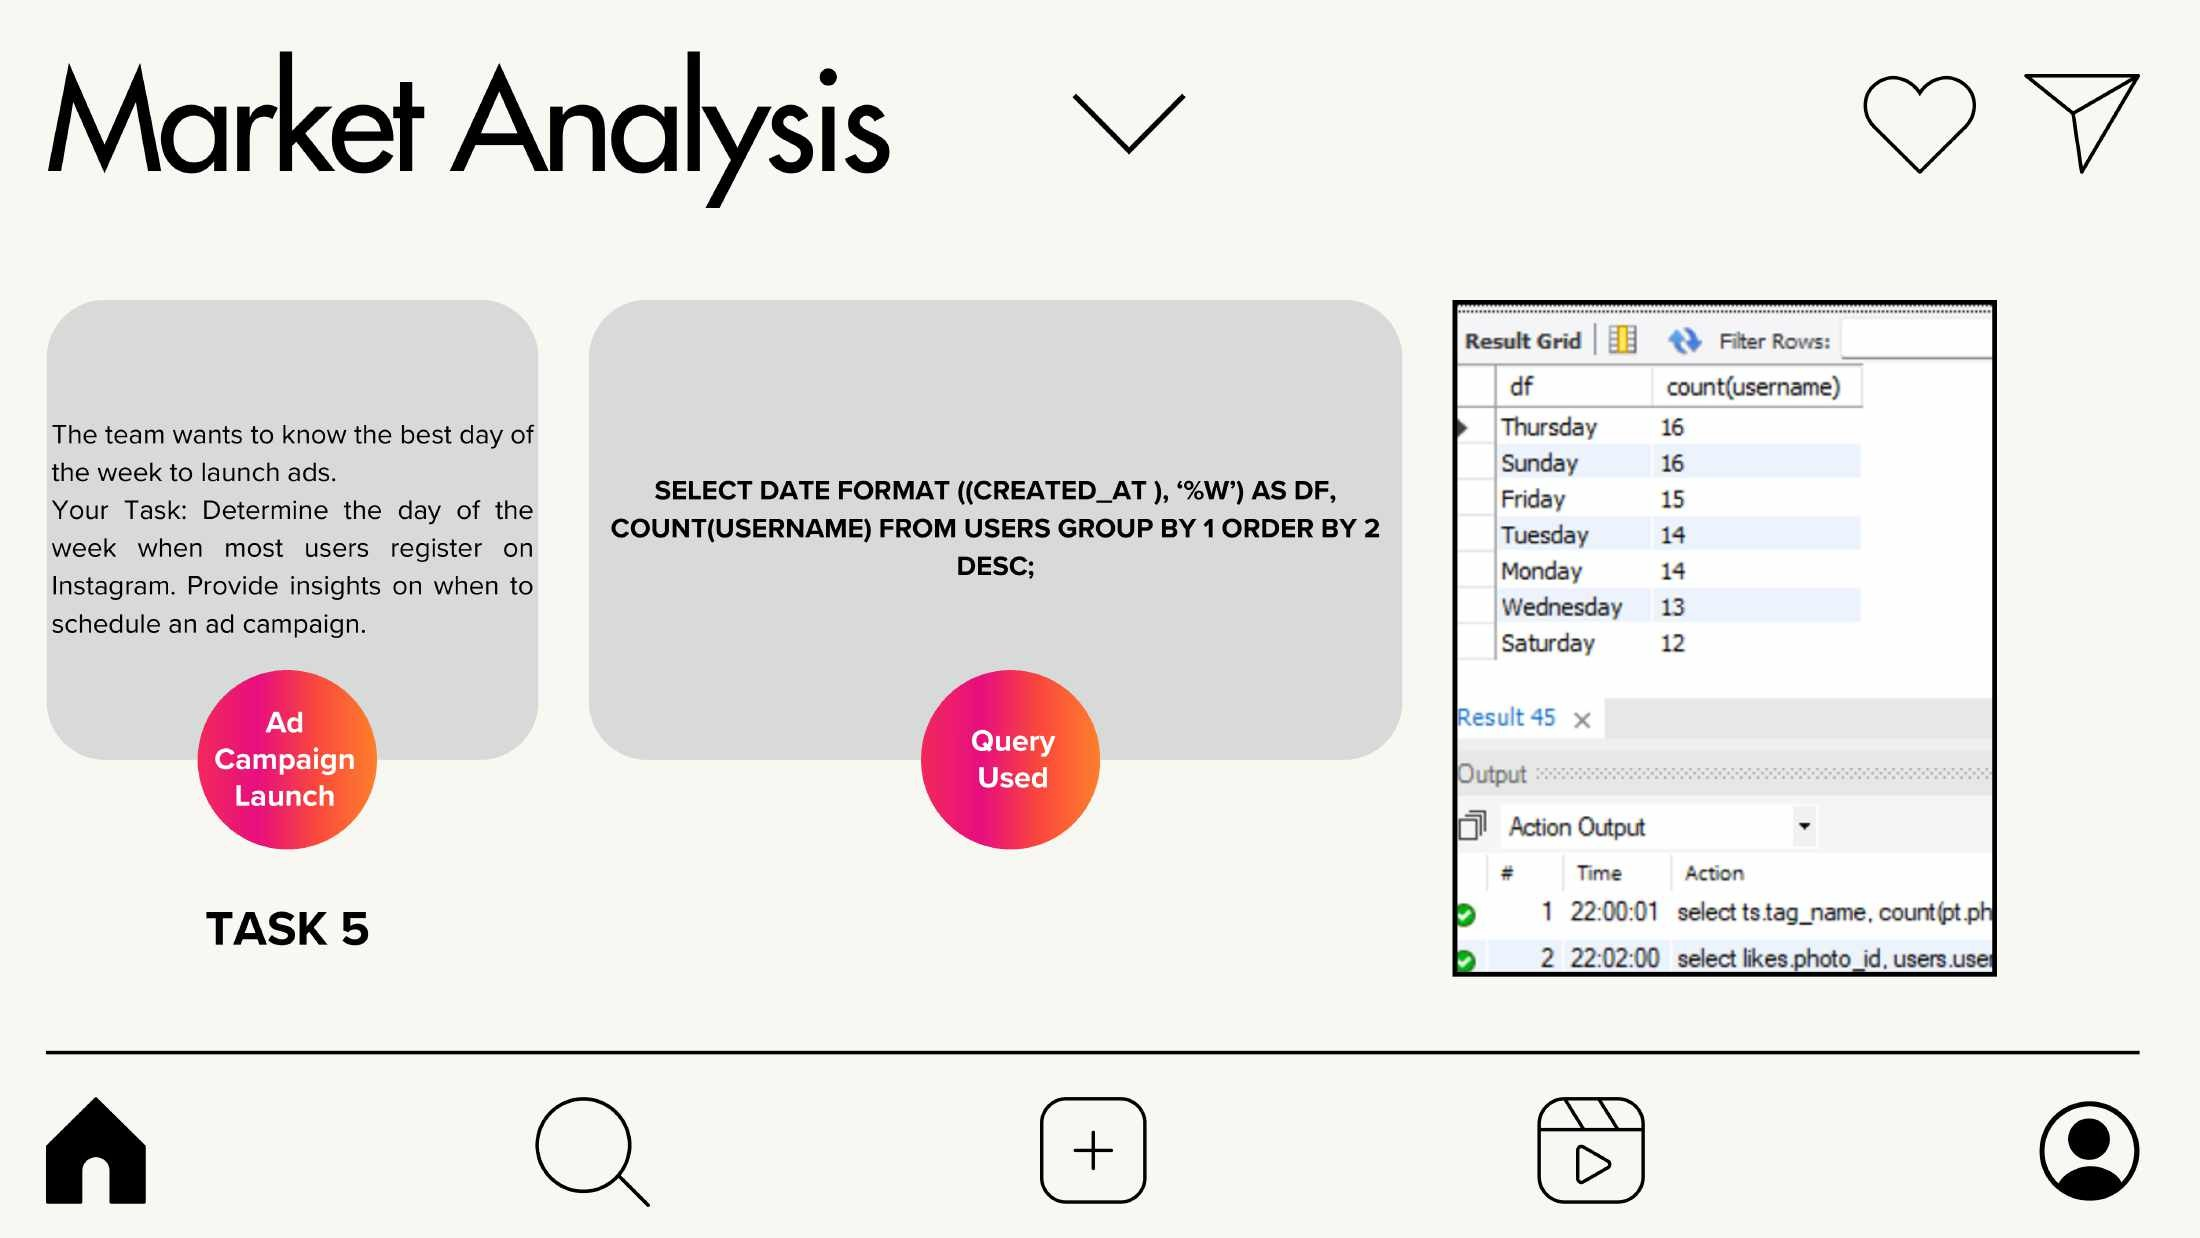 Market Analysis
The team wants to know the best day of
the week to launch ads.
Your Task: Determine the day of the
week when most users register on
Instagram. Provide insights on when to
schedule an ad campaign.
Ad
Campaign
Launch
TASK 5
SELECT DATE FORMAT ((CREATED_AT ), ‘%W’) AS DF,
COUNT(USERNAME) FROM USERS GROUP BY 1 ORDER BY 2
DESC;
Query
Used
Result Grid Filter Rows:
df count(username)
Thursday 16
Sunday 16
Friday 15
Tuesday 14
Monday 14
Wednesday 13
Saturday 12
Result 45
Output
Action Output
# Time Action
1 22:00:01 select ts.tag_name, count(pt.ph
2 22:02:00 select likes.photo_id, users.user